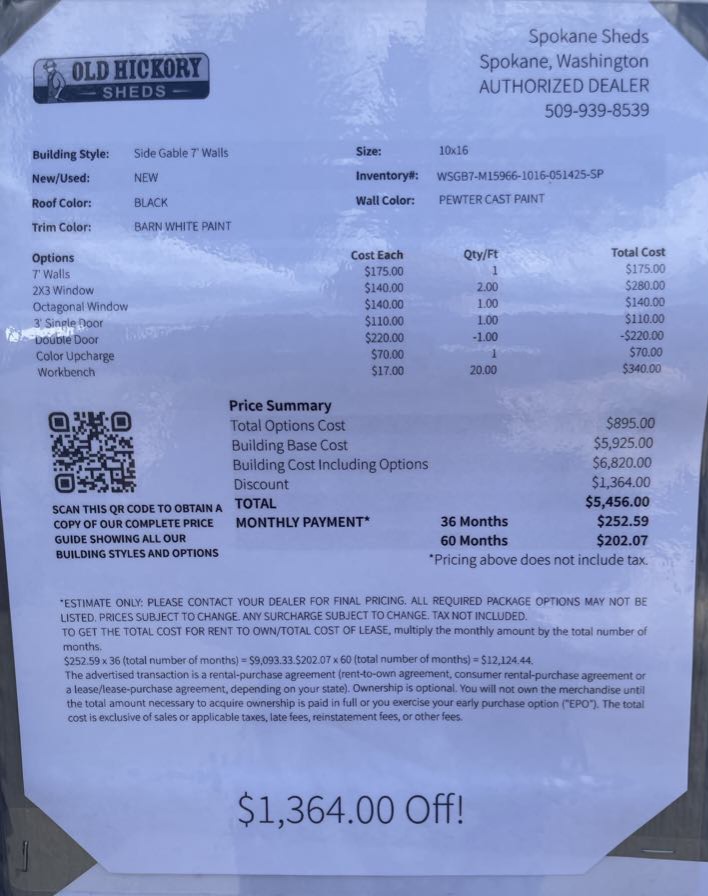 OLD HICKORY
SHEDS
Spokane Sheds
Spokane, Washington
AUTHORIZED DEALER
509-939-8539
Building Style: Side Gable 7' Walls Size: 10x16
New/Used: NEW Inventory#: WSGB7-M15966-1016-051425-SP
Roof Color: BLACK Wall Color: PEWTER CAST PAINT
Trim Color: BARN WHITE PAINT
Options Cost Each Qty/Ft Total Cost
7' Walls $175.00 1 $175.00
2X3 Window $140.00 2.00 $280.00
Octagonal Window $140.00 1.00 $140.00
3' Single Door $110.00 1.00 $110.00
Double Door $220.00 -1.00 -$220.00
Color Upcharge $70.00 1 $70.00
Workbench $17.00 20.00 $340.00
Price Summary
Total Options Cost $895.00
Building Base Cost $5,925.00
Building Cost Including Options $6,820.00
Discount $1,364.00
TOTAL $5,456.00
MONTHLY PAYMENT* 36 Months $252.59
60 Months $202.07
*Pricing above does not include tax.
SCAN THIS QR CODE TO OBTAIN A
COPY OF OUR COMPLETE PRICE
GUIDE SHOWING ALL OUR
BUILDING STYLES AND OPTIONS
*ESTIMATE ONLY: PLEASE CONTACT YOUR DEALER FOR FINAL PRICING. ALL REQUIRED PACKAGE OPTIONS MAY NOT BE
LISTED. PRICES SUBJECT TO CHANGE. ANY SURCHARGE SUBJECT TO CHANGE. TAX NOT INCLUDED.
TO GET THE TOTAL COST FOR RENT TO OWN/TOTAL COST OF LEASE, multiply the monthly amount by the total number of
months.
$252.59 x 36 (total number of months) = $9,093.33.$202.07 x 60 (total number of months) = $12,124.44.
The advertised transaction is a rental-purchase agreement (rent-to-own agreement, consumer rental-purchase agreement or
a lease/lease-purchase agreement, depending on your state). Ownership is optional. You will not own the merchandise until
the total amount necessary to acquire ownership is paid in full or you exercise your early purchase option ("EPO"). The total
cost is exclusive of sales or applicable taxes, late fees, reinstatement fees, or other fees.
$1,364.00 Off!